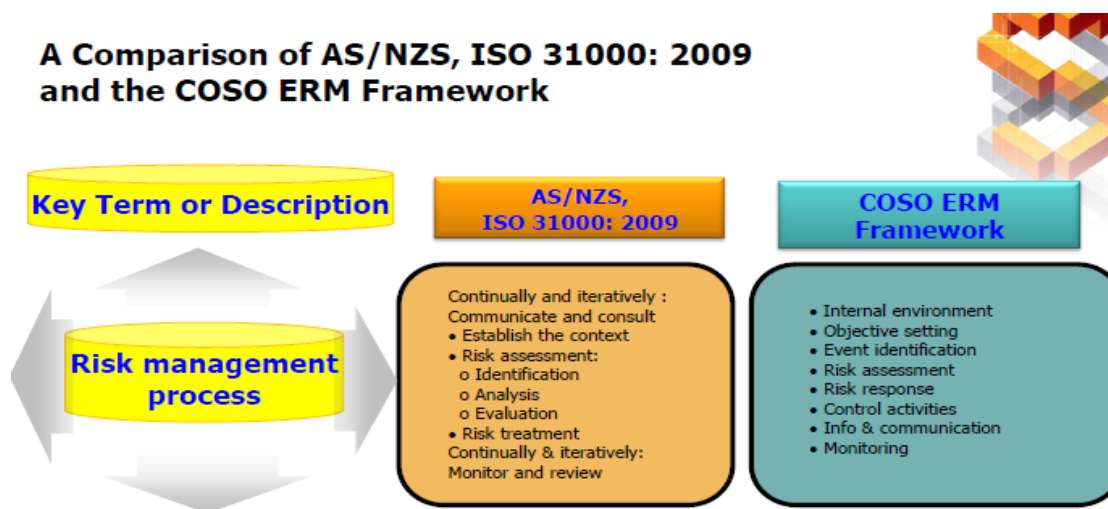 A Comparison of AS/NZS, ISO 31000: 2009
and the COSO ERM Framework
Key Term or Description
AS/NZS,
ISO 31000: 2009
COSO ERM
Framework
Risk management
process
Continually and iteratively :
Communicate and consult
• Establish the context
• Risk assessment:
o Identification
o Analysis
o Evaluation
• Risk treatment
Continually & iteratively:
Monitor and review
• Internal environment
• Objective setting
• Event identification
• Risk assessment
• Risk response
• Control activities
• Info & communication
• Monitoring